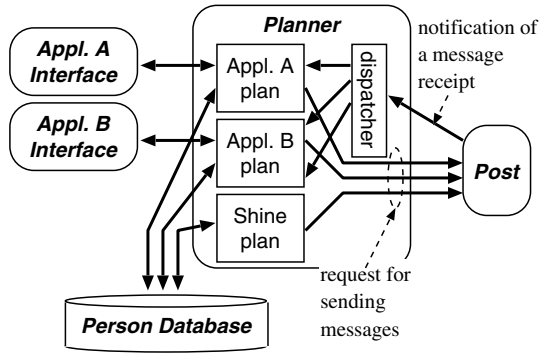 Planner
notification of
a message
receipt
Appl. A
Interface
Appl. A
plan
dispatcher
Appl. B
Interface
Appl. B
plan
Post
Shine
plan
request for
sending
messages
Person Database